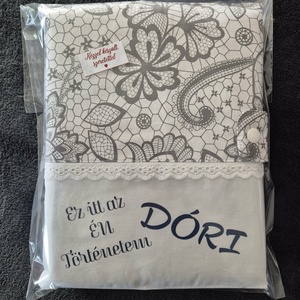 Kézzel készült
szeretettel
Ez itt az
ÉN
Történetem
DÓRI